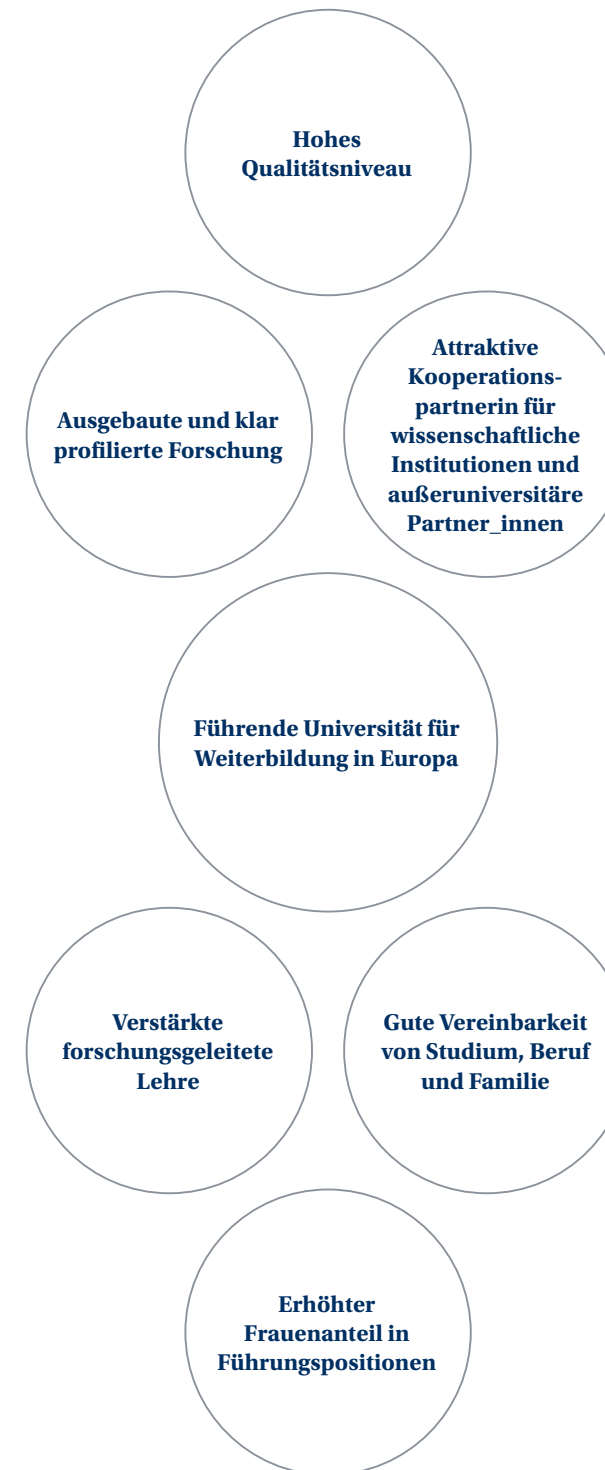 Hohes
Qualitätsniveau
Ausgebaute und klar
profilierte Forschung
Attraktive
Kooperations-
partnerin für
wissenschaftliche
Institutionen und
außeruniversitäre
Partner_innen
Führende Universität für
Weiterbildung in Europa
Verstärkte
forschungsgeleitete
Lehre
Gute Vereinbarkeit
von Studium, Beruf
und Familie
Erhöhter
Frauenanteil in
Führungspositionen